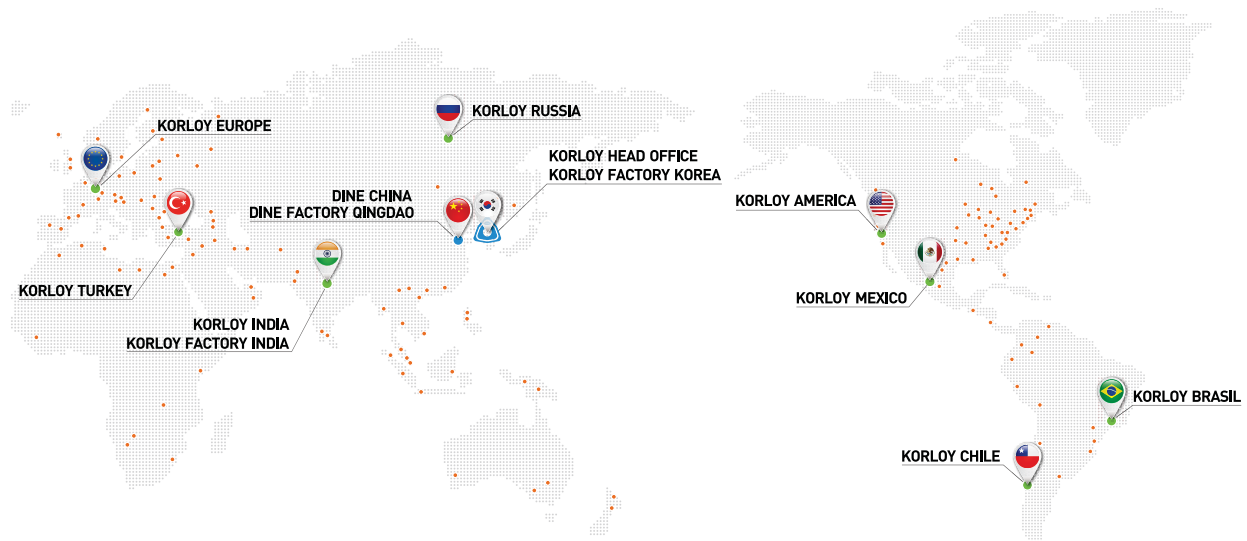 KORLOY RUSSIA
KORLOY EUROPE
KORLOY HEAD OFFICE
KORLOY FACTORY KOREA
DINE CHINA
DINE FACTORY QINGDAO
KORLOY AMERICA
KORLOY TURKEY
KORLOY MEXICO
KORLOY INDIA
KORLOY FACTORY INDIA
KORLOY BRASIL
KORLOY CHILE